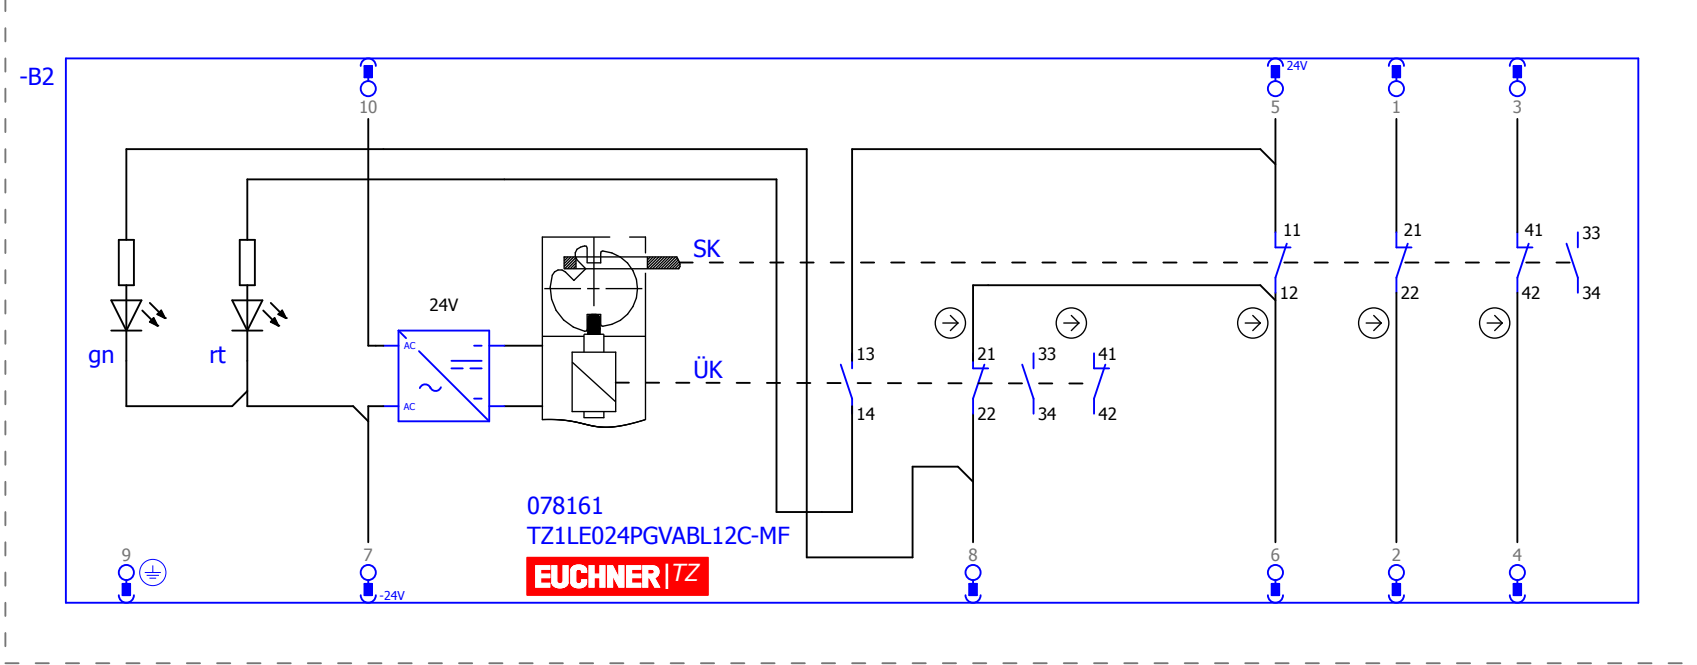 -B2
24V
10
5
1
3
SK
11
21
41
33
12
22
42
34
24V
gn
rt
AC
AC
ÜK
13
21
33
41
14
22
34
42
078161
TZ1LE024PGVABL12C-MF
EUCHNER|TZ
9
7
8
6
2
4
-24V